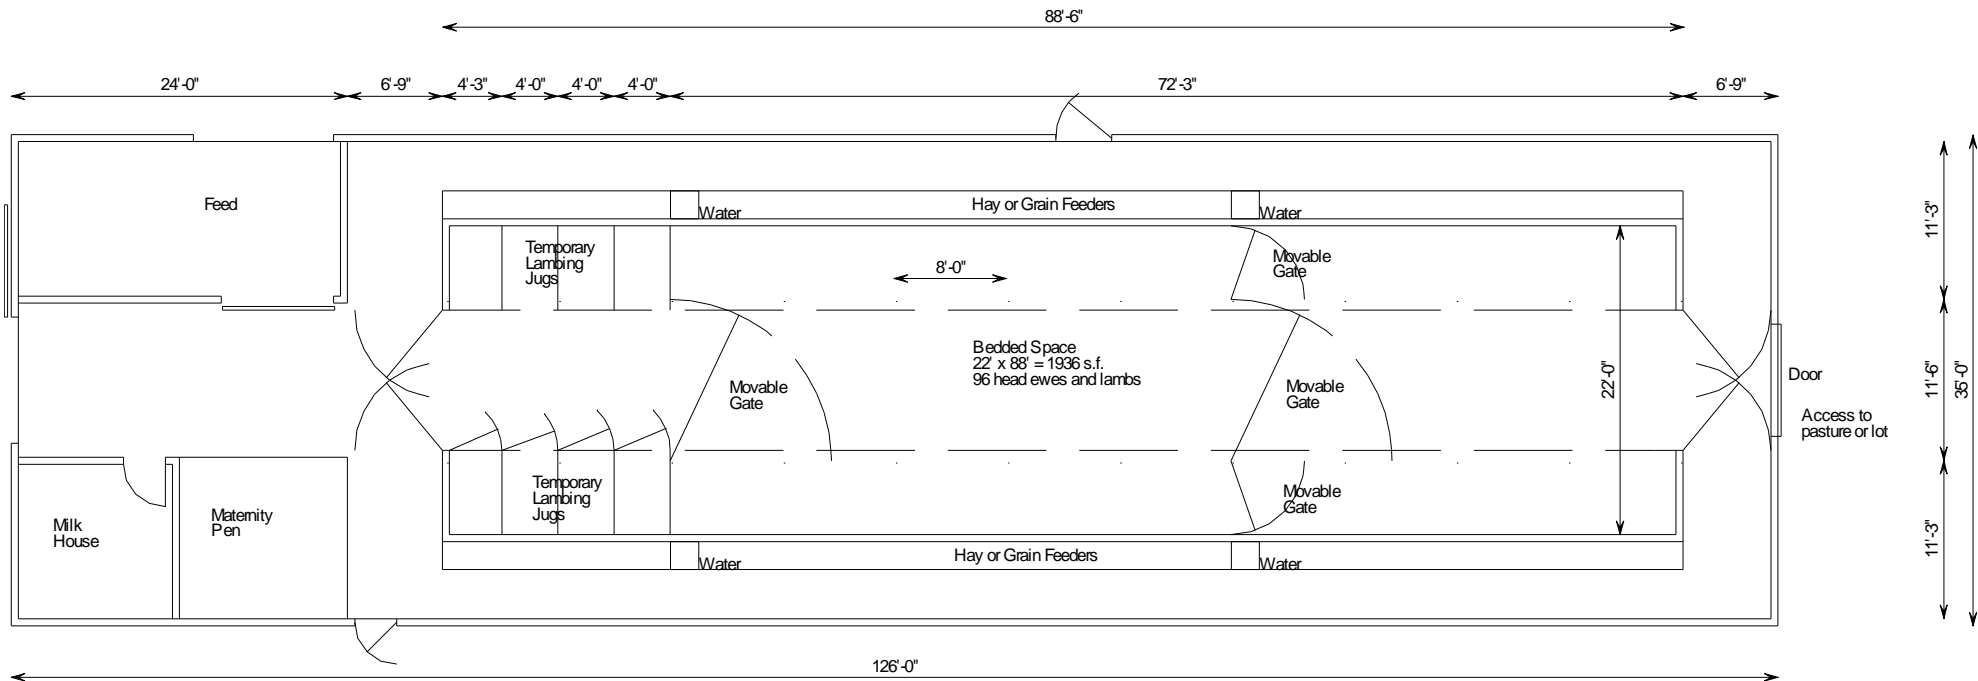 88'-6"
24'-0"
6'-9"
4'-3"
4'-0"
4'-0"
4'-0"
72'-3"
6'-9"
Feed
Water
Hay or Grain Feeders
Water
Temporary
Lambing
Jugs
8'-0"
Movable
Gate
11'-3"
Bedded Space
22' x 88' = 1936 s.f.
96 head ewes and lambs
Movable
Gate
Movable
Gate
22'-0"
Door
Access to
pasture or lot
11'-6"
35'-0"
Milk
House
Maternity
Pen
Temporary
Lambing
Jugs
Movable
Gate
11'-3"
Water
Hay or Grain Feeders
Water
126'-0"